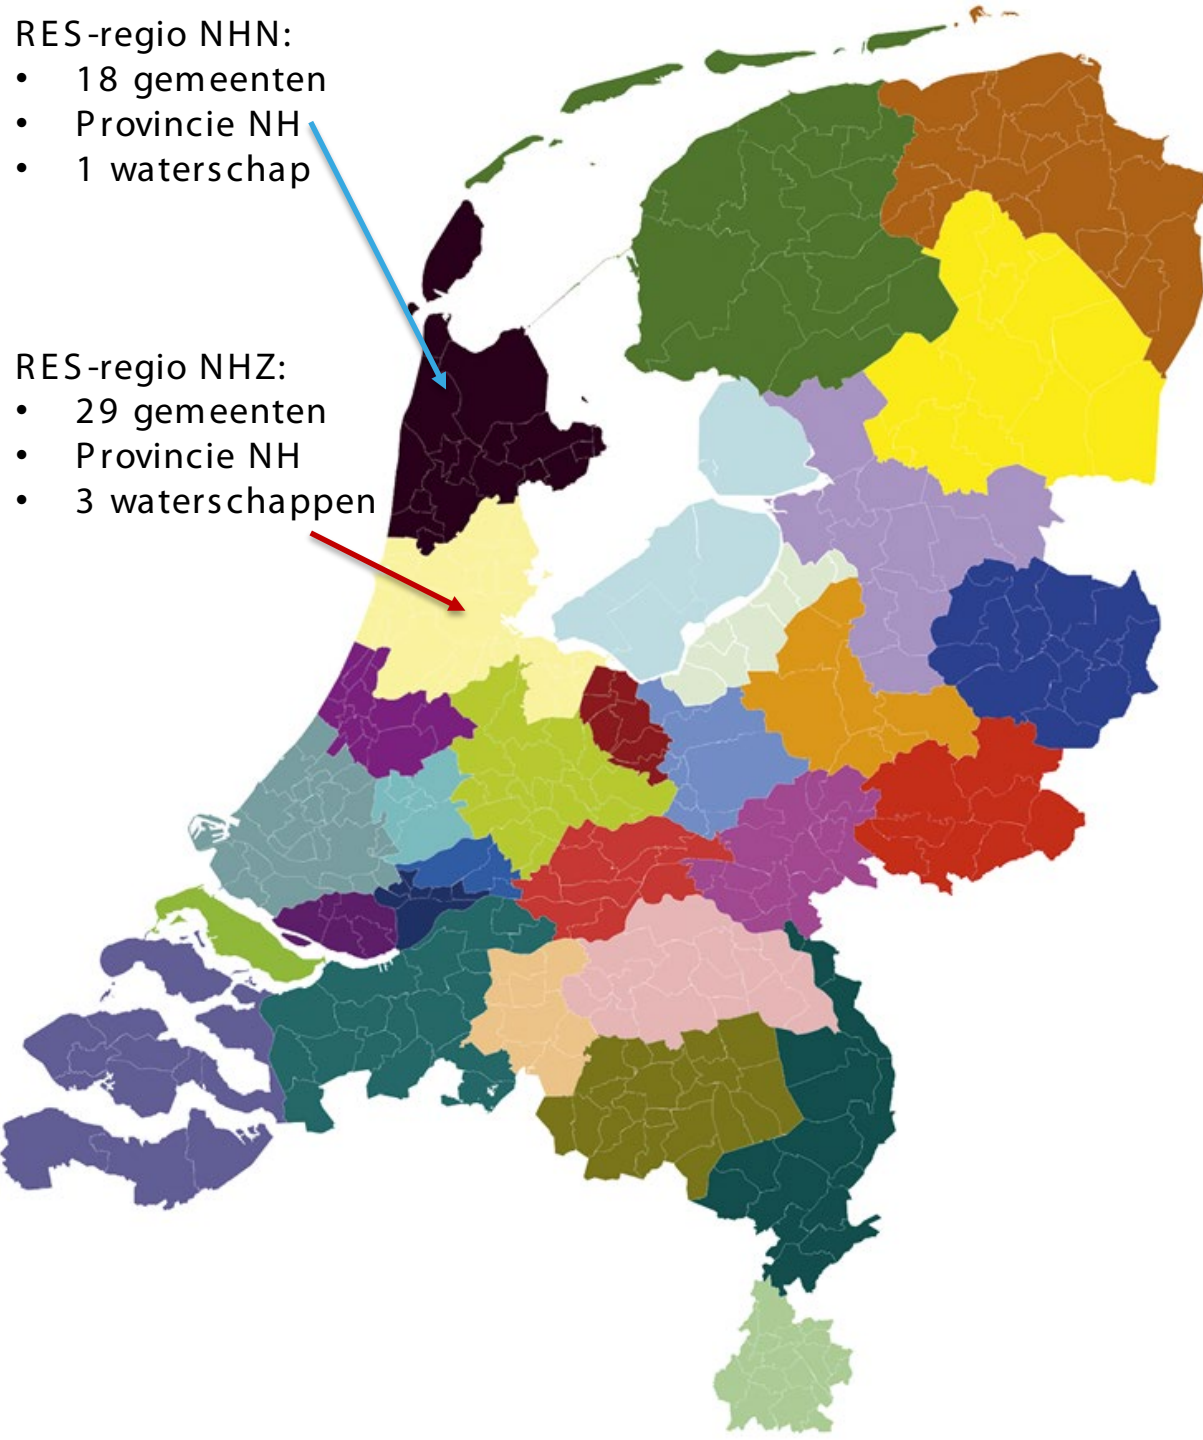 RES-regio NHN:
• 18 gemeenten
• Provincie NH
• 1 waterschap
RES-regio NHZ:
• 29 gemeenten
• Provincie NH
• 3 waterschappen